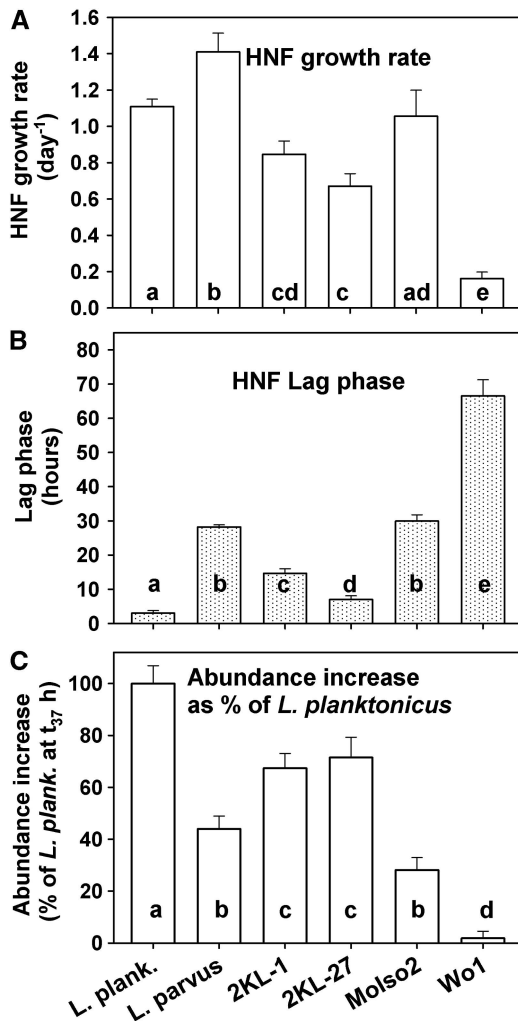 A
HNF growth rate
HNF growth rate
(day-1)
1.6
1.4
1.2
1.0
0.8
0.6
0.4
0.2
0.0
a b cd c ad e
B
HNF Lag phase
Lag phase
(hours)
80
70
60
50
40
30
20
10
0
a b c d b e
C
Abundance increase
as % of L. planktonicus
Abundance increase
(% of L. plank. at t37 h)
100
80
60
40
20
0
a b c c b d
L. plank. L. parvus 2KL-1 2KL-27 Molso2 Wo1